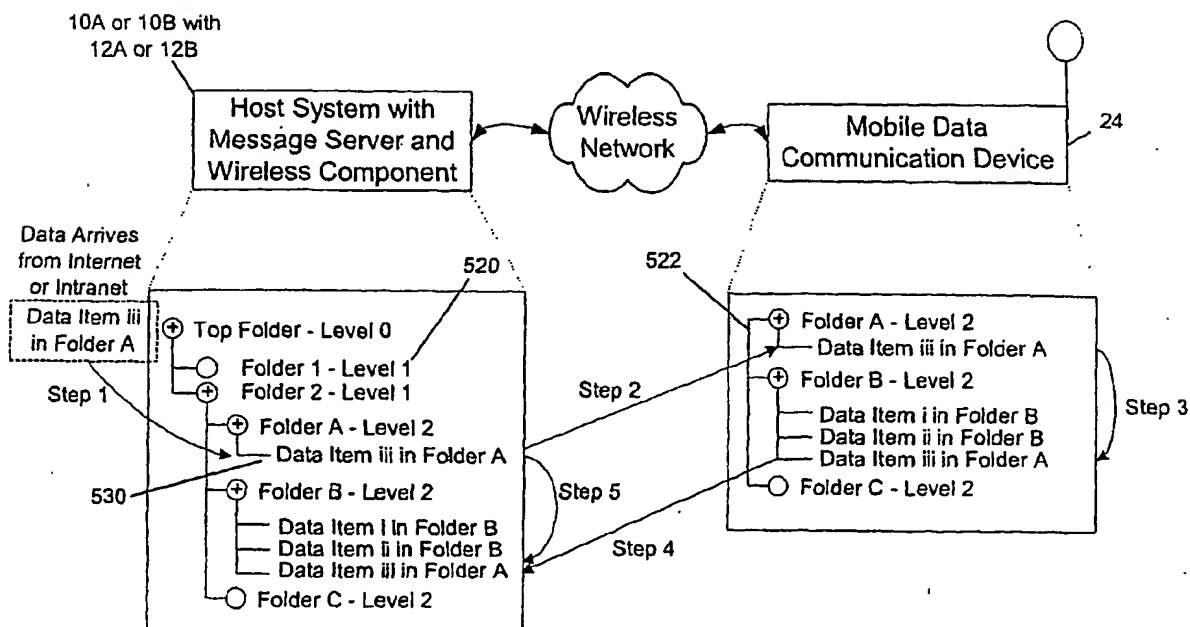 10A or 10B with
12A or 12B
Host System with
Message Server and
Wireless Component
Wireless
Network
Mobile Data
Communication Device
24
Data Arrives
from Internet
or Intranet
Data Item iii
in Folder A
Step 1
520
Top Folder - Level 0
Folder 1 - Level 1
Folder 2 - Level 1
Folder A - Level 2
Data Item iii in Folder A
530
Folder B - Level 2
Data Item i in Folder B
Data Item ii in Folder B
Data Item iii in Folder A
Folder C - Level 2
Step 2
Step 5
Step 4
522
Folder A - Level 2
Data Item iii in Folder A
Folder B - Level 2
Data Item i in Folder B
Data Item ii in Folder B
Data Item iii in Folder A
Folder C - Level 2
Step 3